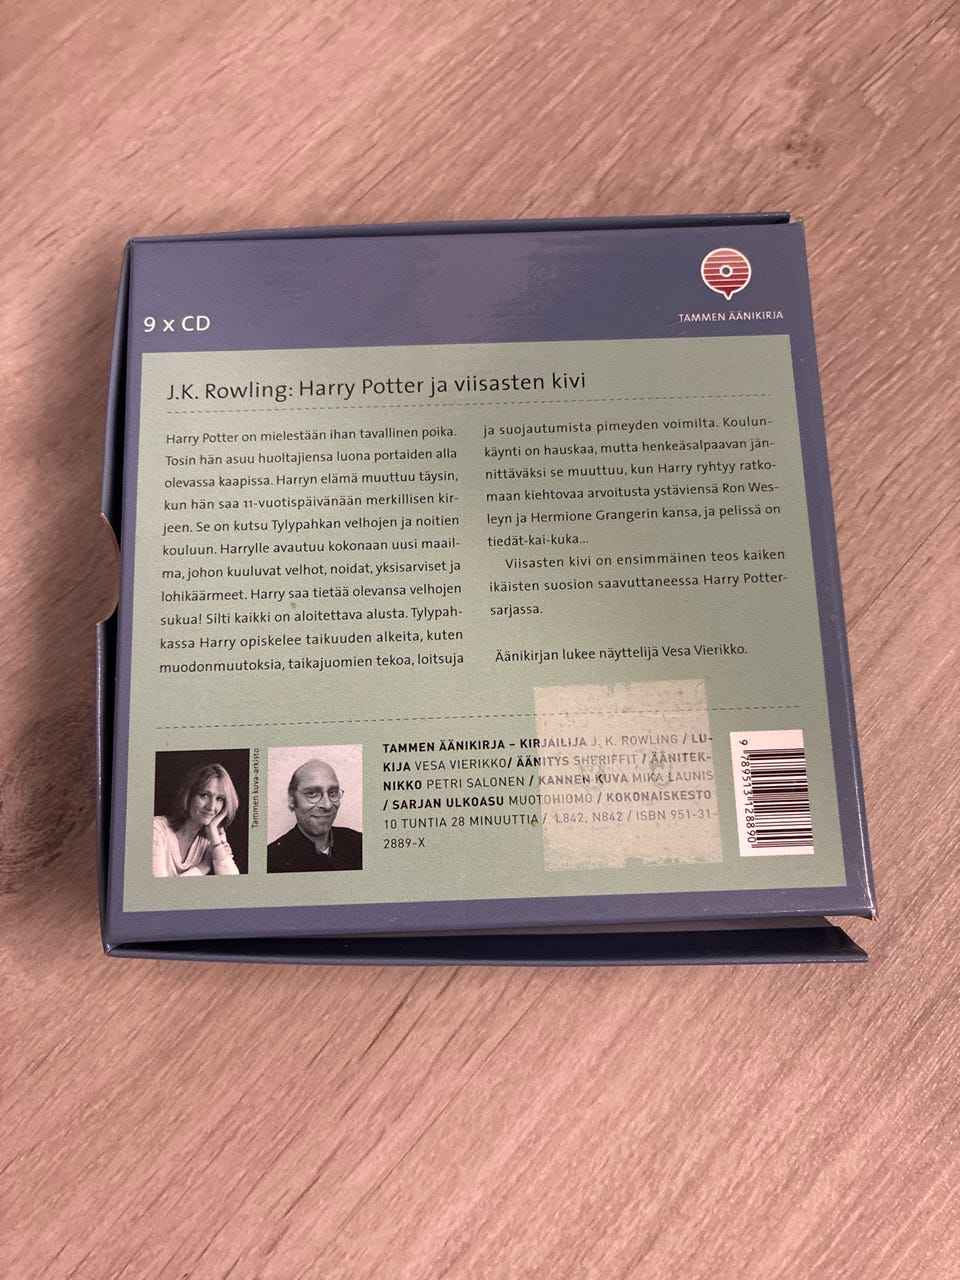 9 x CD
TAMMEN ÄÄNIKIRJA
J.K. Rowling: Harry Potter ja viisasten kivi
Harry Potter on mielestään ihan tavallinen poika.
Tosin hän asuu huoltajiensa luona portaiden alla
olevassa kaapissa. Harryn elämä muuttuu täysin,
kun hän saa 11-vuotispäivänään merkillisen kir-
jeen. Se on kutsu Tylypahkan velhojen ja noitien
kouluun. Harrylle avautuu kokonaan uusi maail-
ma, johon kuuluvat velhot, noidat, yksisarviset ja
lohikäärmeet. Harry saa tietää olevansa velhojen
sukua! Silti kaikki on aloitettava alusta. Tylypah-
kassa Harry opiskelee taikuuden alkeita, kuten
muodonmuutoksia, taikajuomien tekoa, loitsuja
ja suojautumista pimeyden voimilta. Koulun-
käynti on hauskaa, mutta henkeäsalpaavan jän-
nittäväksi se muuttuu, kun Harry ryhtyy ratko-
maan kiehtovaa arvoitusta ystäviensä Ron Wes-
leyn ja Hermione Grangerin kansa, ja pelissä on
tiedät-kai-kuka...
Viisasten kivi on ensimmäinen teos kaiken
ikäisten suosion saavuttaneessa Harry Potter-
sarjassa.
Äänikirjan lukee näyttelijä Vesa Vierikko.
Tammen kuva-arkisto
TAMMEN ÄÄNIKIRJA – KIRJAILIJA J. K. ROWLING / LU-
KIJA VESA VIERIKKO/ ÄÄNITYS SHERIFFIT / ÄÄNITEK-
NIKKO PETRI SALONEN / KANNEN KUVA MIKA LAUNIS
/ SARJAN ULKOASU MUOTOHIOMO / KOKONAISKESTO
10 TUNTIA 28 MINUUTTIA / L842, N842 / ISBN 951-31-
2889-X
9 789513 128890